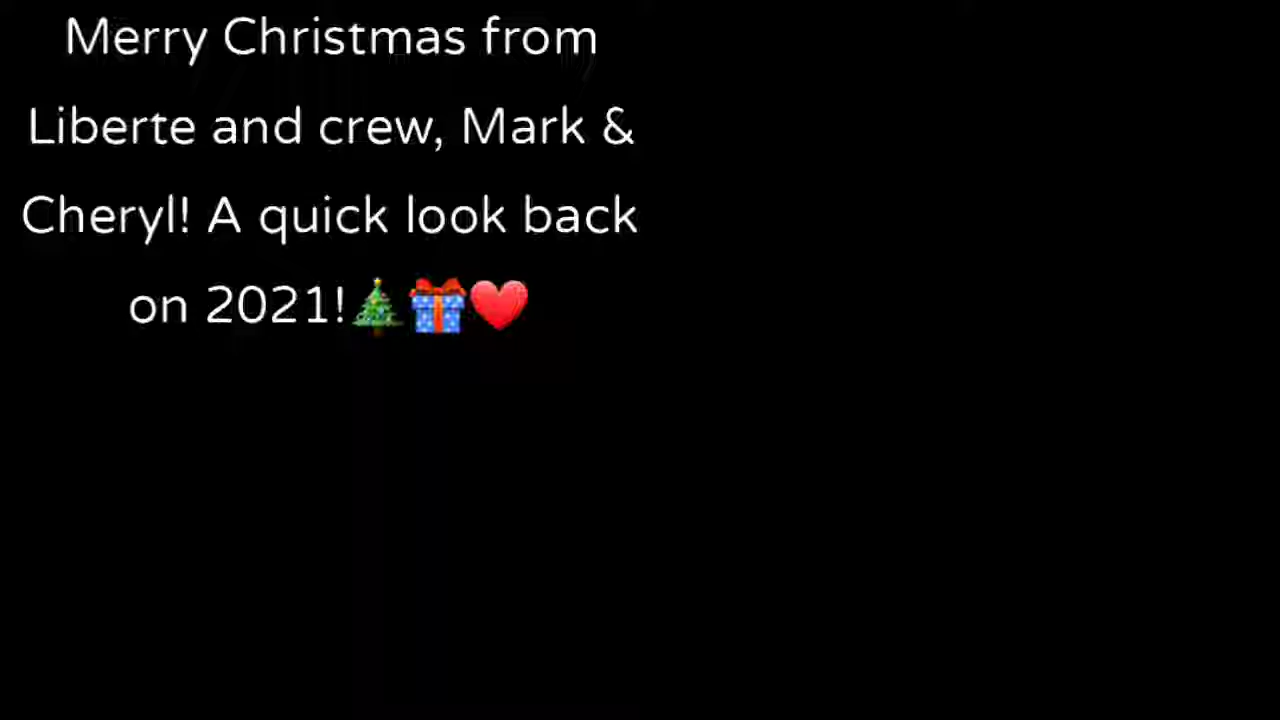 Merry Christmas from
Liberte and crew, Mark &
Cheryl! A quick look back
on 2021!🎄🎁❤️